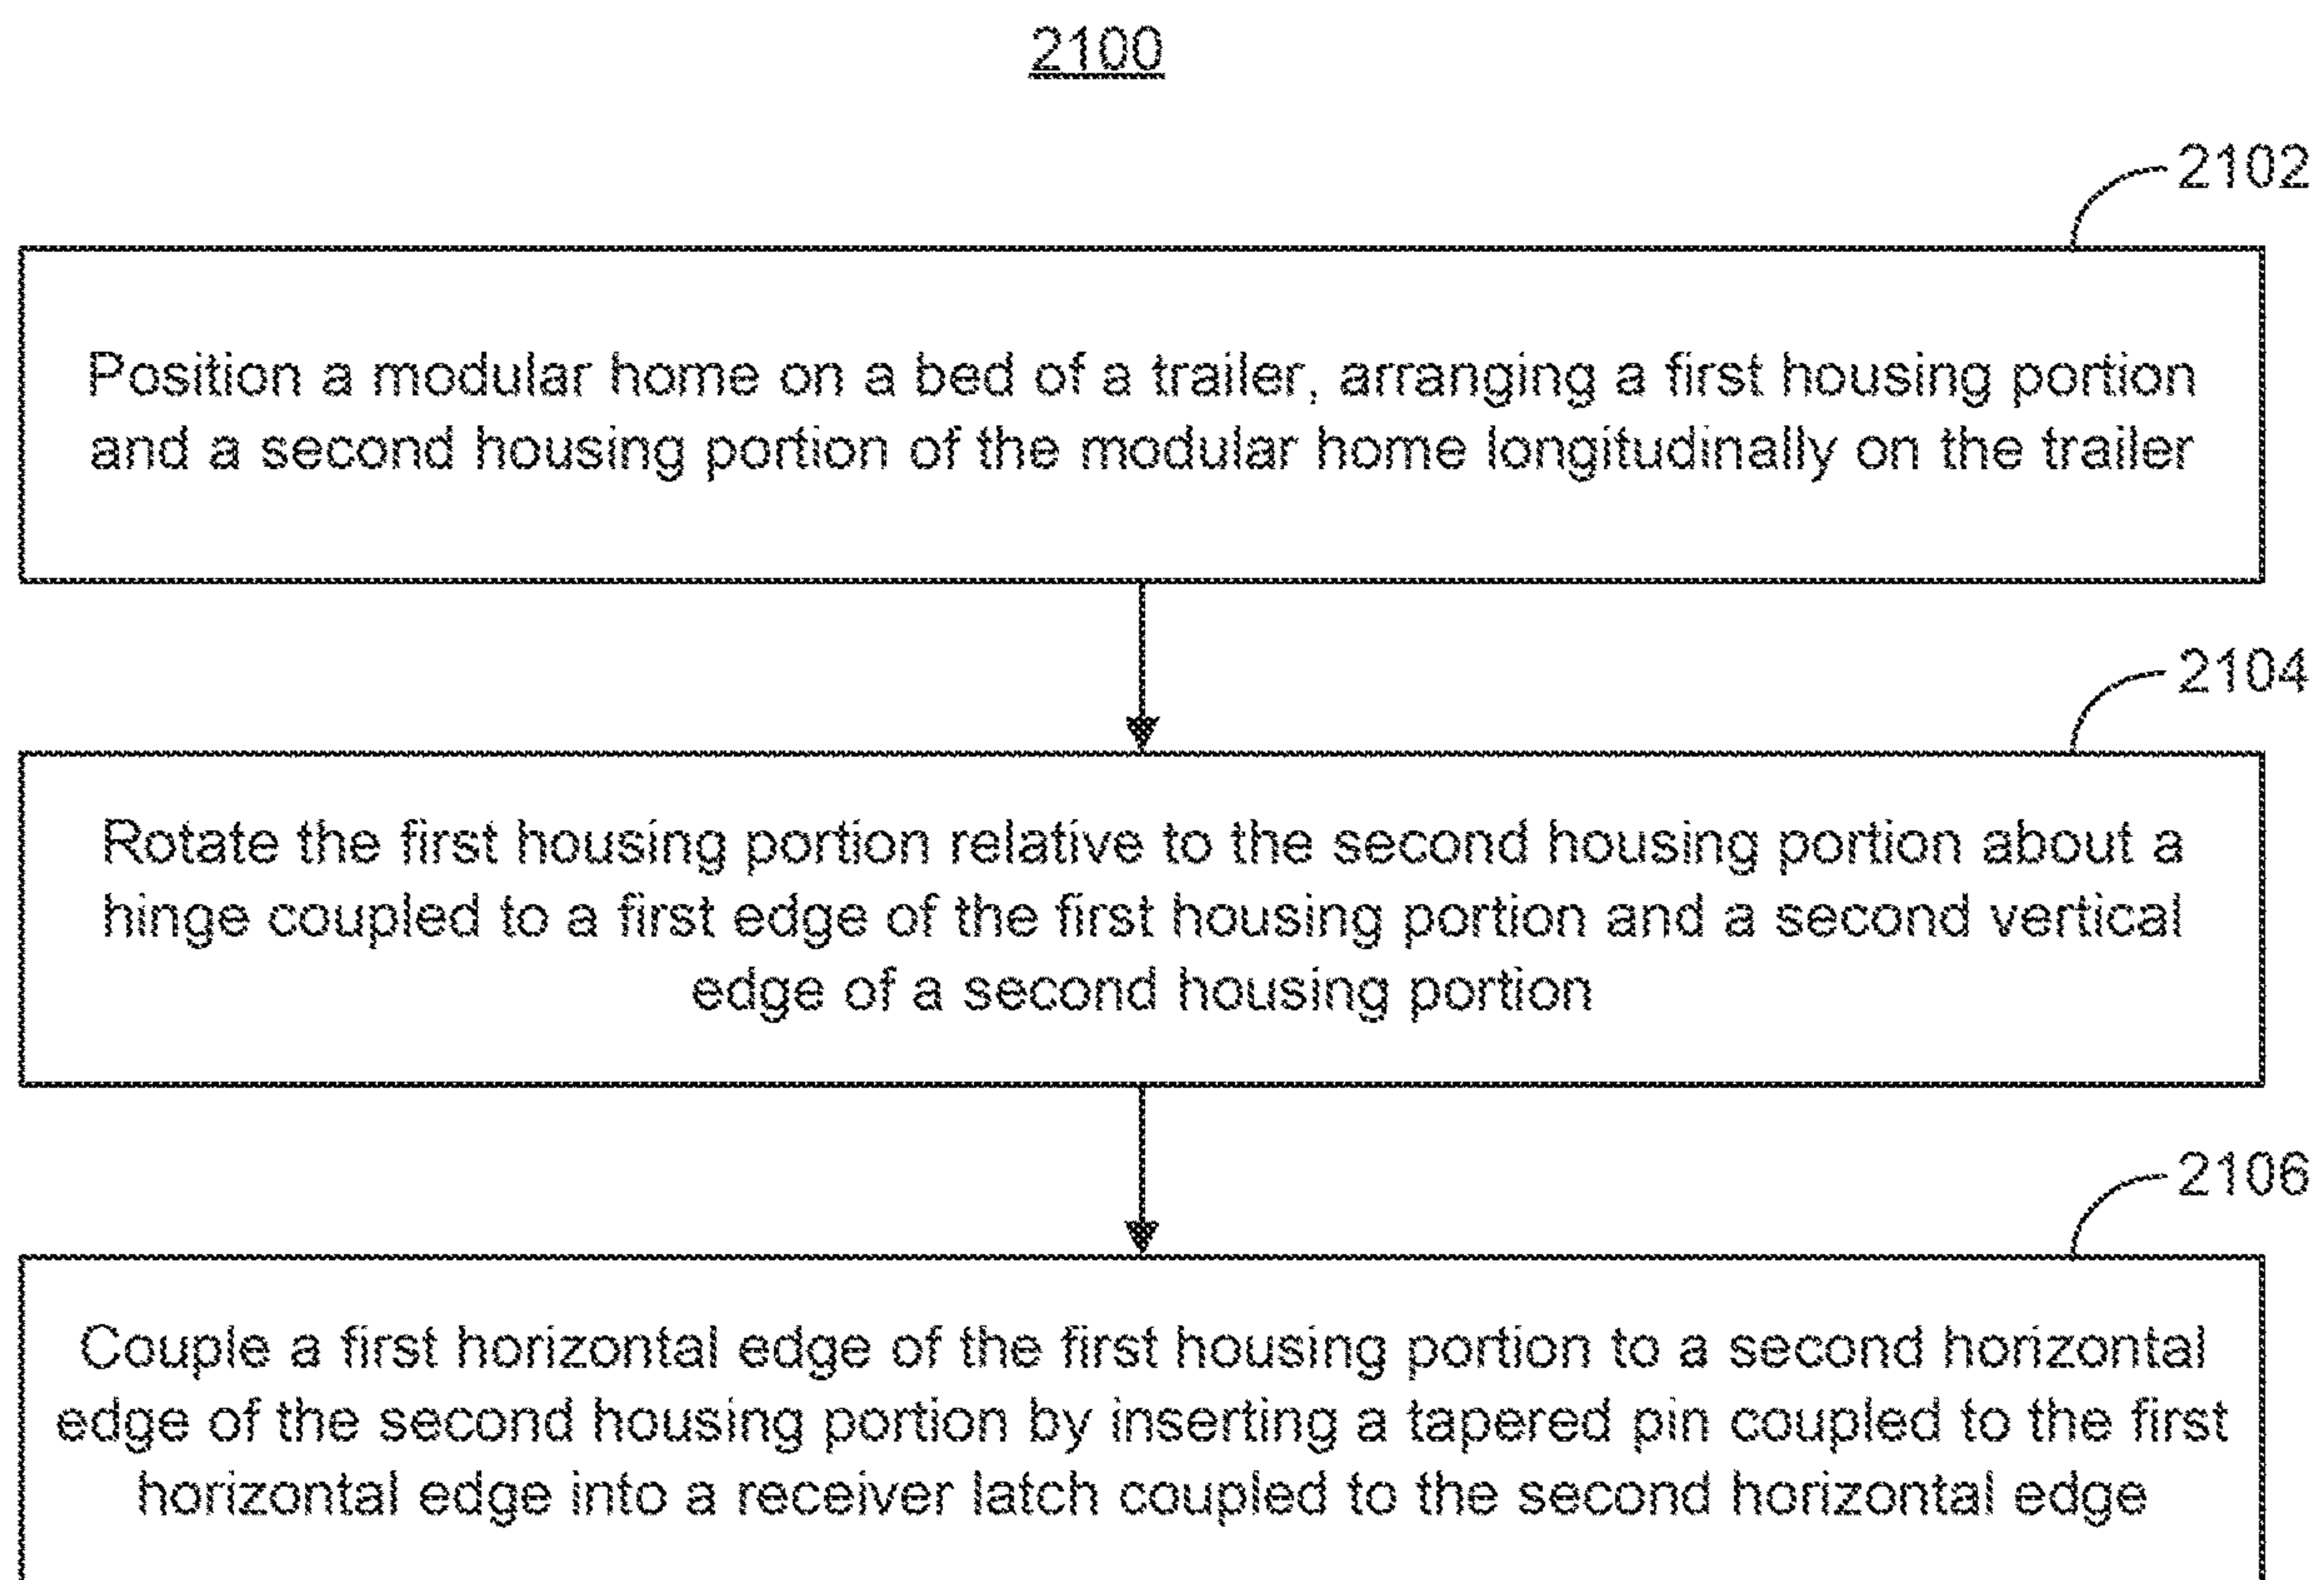 2100
2102
Position a modular home on a bed of a trailer, arranging a first housing portion
and a second housing portion of the modular home longitudinally on the trailer
2104
Rotate the first housing portion relative to the second housing portion about a
hinge coupled to a first edge of the first housing portion and a second vertical
edge of a second housing portion
2106
Couple a first horizontal edge of the first housing portion to a second horizontal
edge of the second housing portion by inserting a tapered pin coupled to the first
horizontal edge into a receiver latch coupled to the second horizontal edge